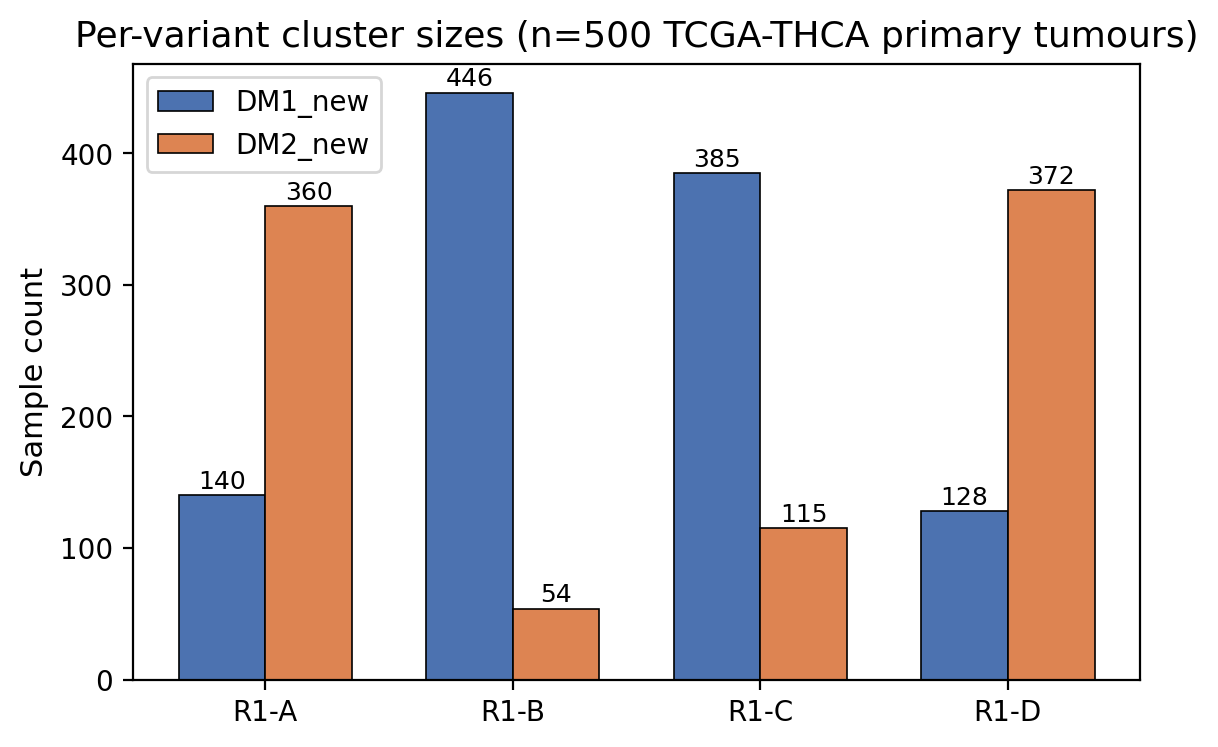 Per-variant cluster sizes (n=500 TCGA-THCA primary tumours)
DM1_new
DM2_new
Sample count
400
300
200
100
0
140
360
446
54
385
115
128
372
R1-A
R1-B
R1-C
R1-D